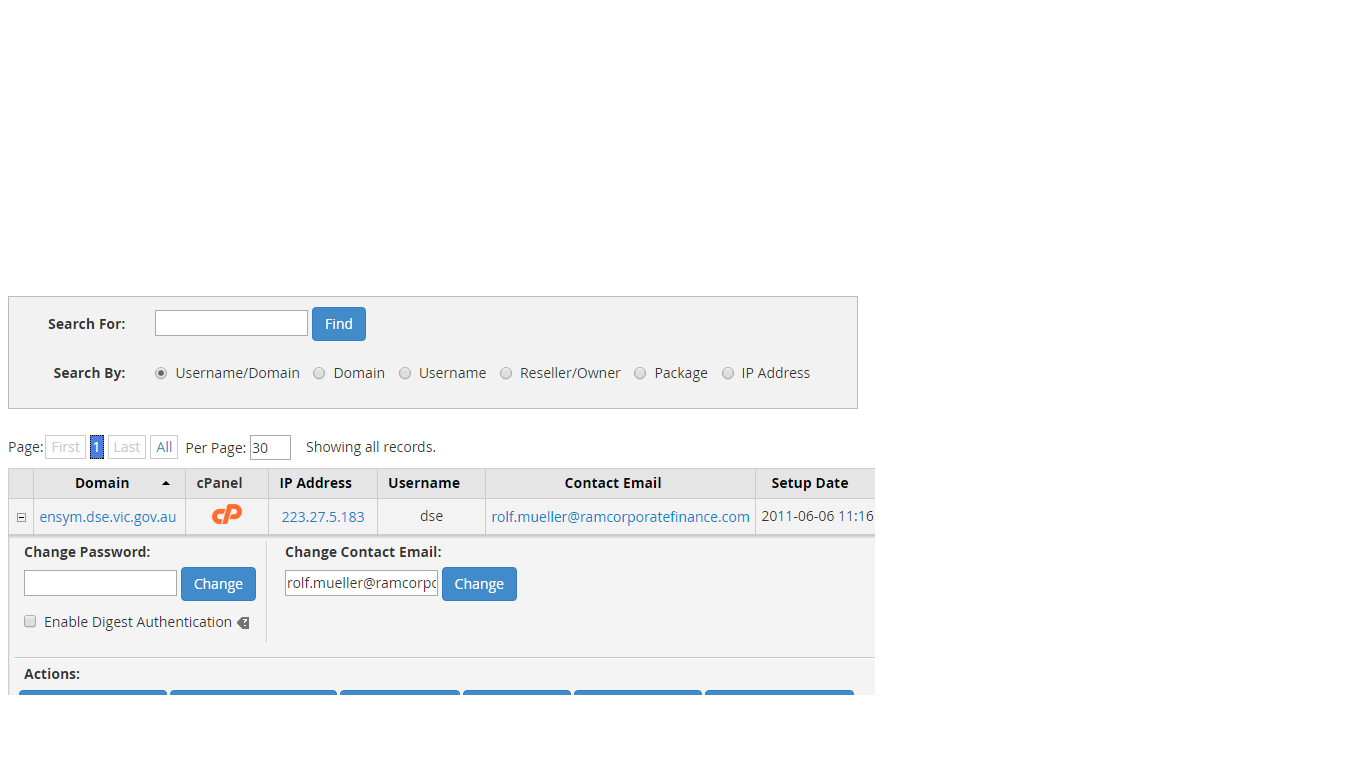 Search For: Find
Search By: Username/Domain Domain Username Reseller/Owner Package IP Address
Page: First 1 Last All Per Page: 30 Showing all records.
Domain cPanel IP Address Username Contact Email Setup Date
ensym.dse.vic.gov.au cP 223.27.5.183 dse rolf.mueller@ramcorporatefinance.com 2011-06-06 11:16
Change Password: Change Contact Email:
Change rolf.mueller@ramcorpo Change
Enable Digest Authentication ?
Actions: